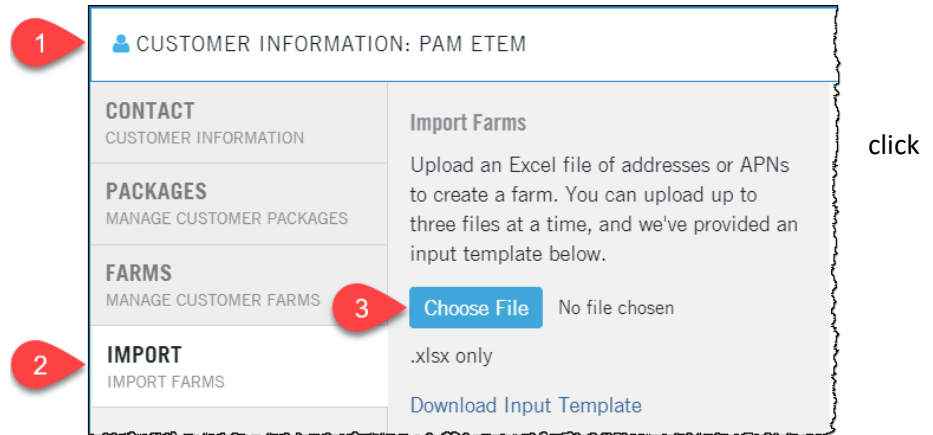 1
CUSTOMER INFORMATION: PAM ETEM
CONTACT
CUSTOMER INFORMATION
PACKAGES
MANAGE CUSTOMER PACKAGES
FARMS
MANAGE CUSTOMER FARMS
2
IMPORT
IMPORT FARMS
Import Farms
Upload an Excel file of addresses or APNs
to create a farm. You can upload up to
three files at a time, and we've provided an
input template below.
3
Choose File No file chosen
.xlsx only
Download Input Template
click